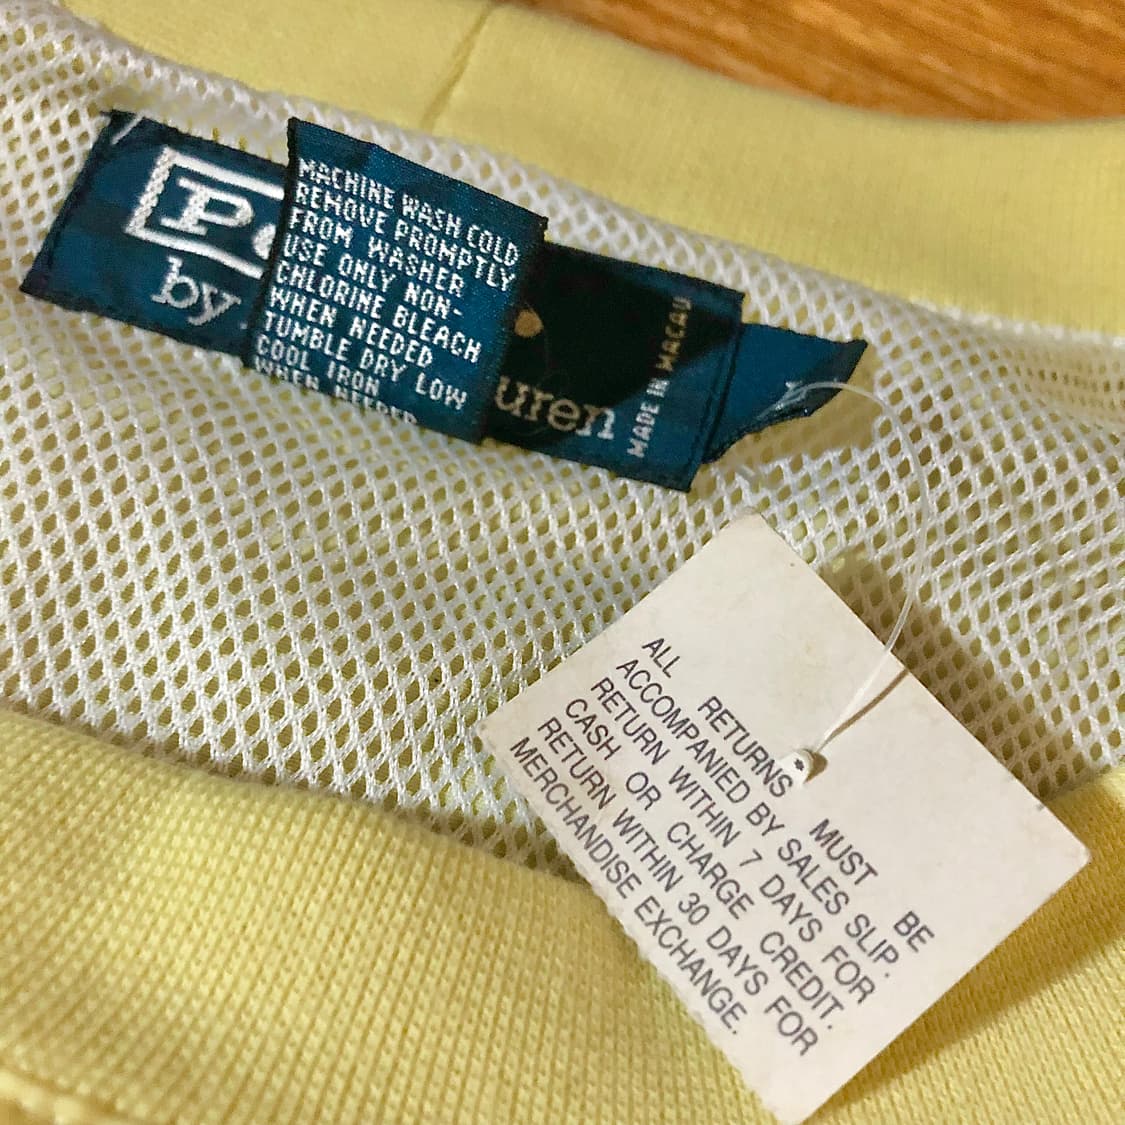 P
by
MACHINE WASH COLD
REMOVE PROMPTLY
FROM WASHER
USE ONLY NON-
CHLORINE BLEACH
WHEN NEEDED
TUMBLE DRY LOW
COOL IRON
WHEN NEEDED
uren
MADE IN MACAU
ALL RETURNS MUST BE
ACCOMPANIED BY SALES SLIP.
RETURN WITHIN 7 DAYS FOR
CASH OR CHARGE CREDIT.
RETURN WITHIN 30 DAYS FOR
MERCHANDISE EXCHANGE.